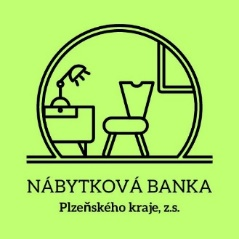 NÁBYTKOVÁ BANKA
Plzeňského kraje, z.s.